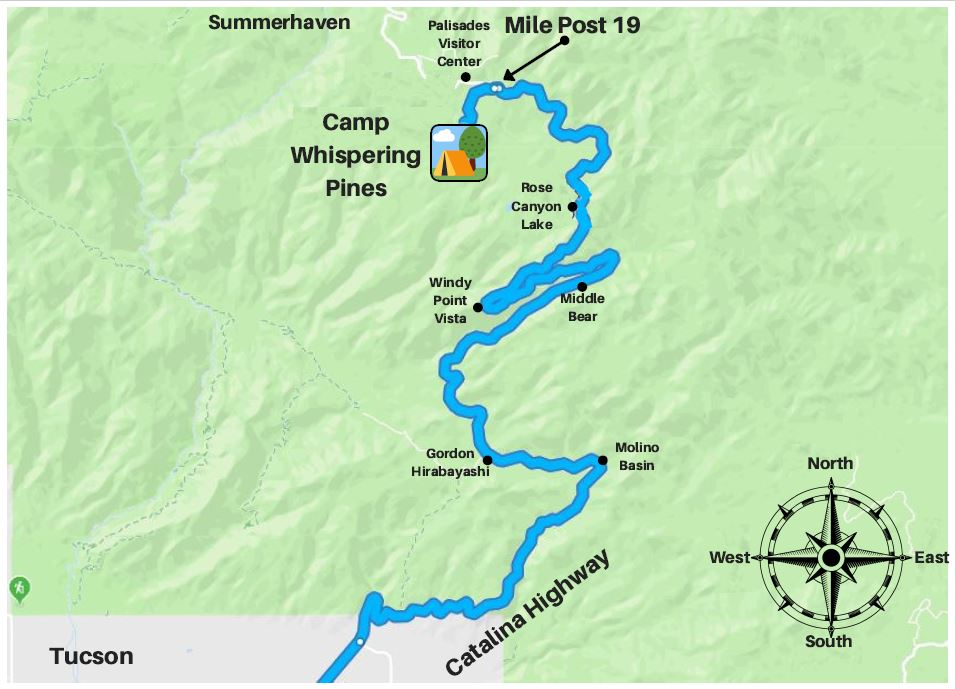 Summerhaven
Palisades
Visitor
Center
Mile Post 19
Camp
Whispering
Pines
Rose
Canyon
Lake
Windy
Point
Vista
Middle
Bear
Gordon
Hirabayashi
Molino
Basin
North
West
East
South
Catalina Highway
Tucson